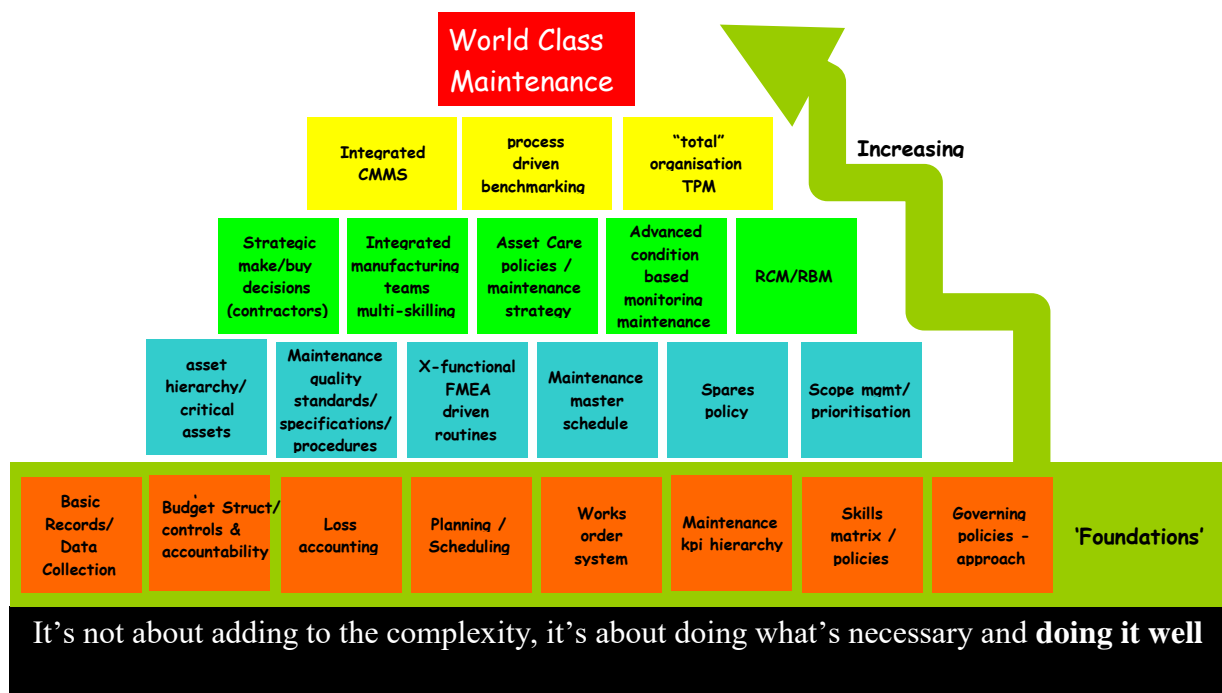 World Class
Maintenance
Increasing
Integrated
CMMS
process
driven
benchmarking
“total”
organisation
TPM
Strategic
make/buy
decisions
(contractors)
Integrated
manufacturing
teams
multi-skilling
Asset Care
policies /
maintenance
strategy
Advanced
condition
based
monitoring
maintenance
RCM/RBM
asset
hierarchy/
critical
assets
Maintenance
quality
standards/
specifications/
procedures
X-functional
FMEA
driven
routines
Maintenance
master
schedule
Spares
policy
Scope mgmt/
prioritisation
Basic
Records/
Data
Collection
Budget Struct/
controls &
accountability
Loss
accounting
Planning /
Scheduling
Works
order
system
Maintenance
kpi hierarchy
Skills
matrix /
policies
Governing
policies -
approach
‘Foundations’
It’s not about adding to the complexity, it’s about doing what’s necessary and doing it well